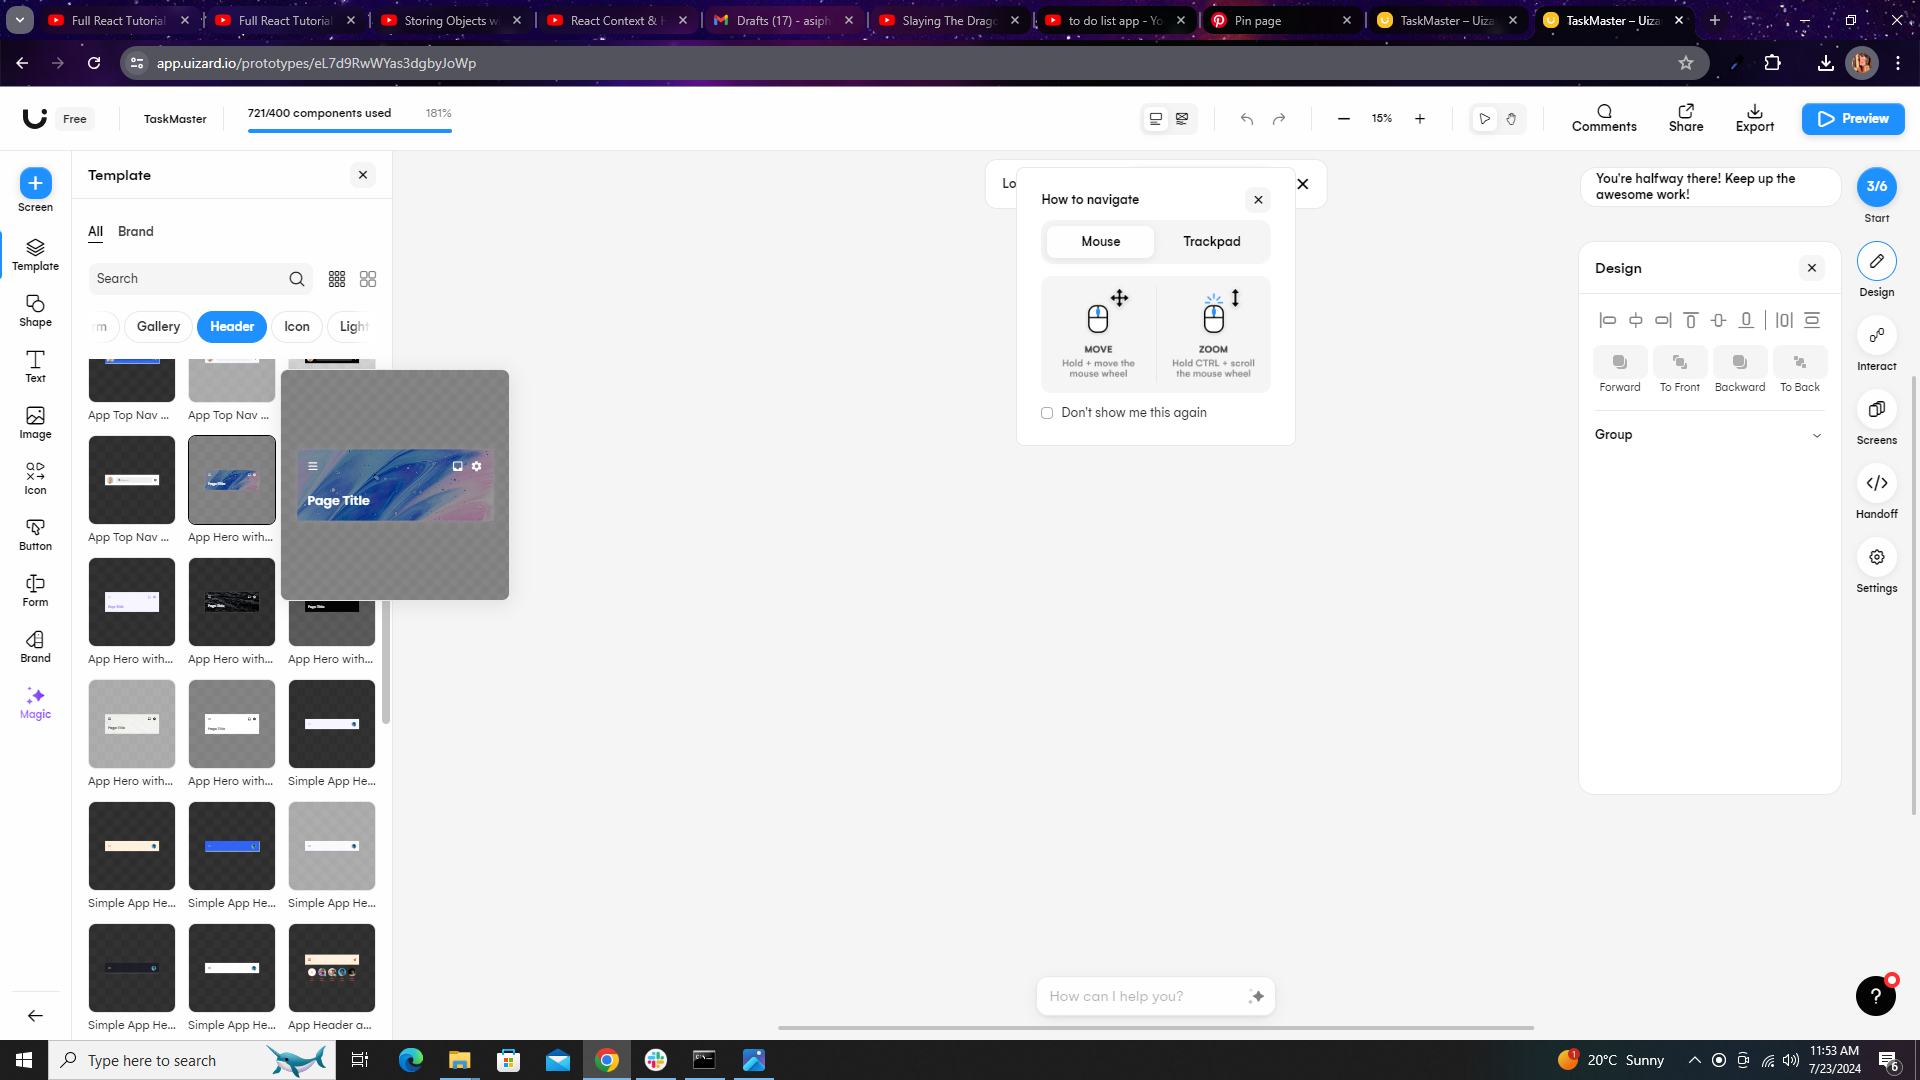 Full React Tutorial
Full React Tutorial
Storing Objects w
React Context & H
Drafts (17) - asiph
Slaying The Drago
to do list app - Yo
Pin page
TaskMaster – Uiza
TaskMaster – Uiza
app.uizard.io/prototypes/eL7d9RwWYas3dgbyJoWp
Free
TaskMaster
721/400 components used
181%
15%
Comments
Share
Export
Preview
Screen
Template
Shape
Text
Image
Icon
Button
Form
Brand
Magic
Template
All
Brand
Search
rm
Gallery
Header
Icon
Light
App Top Nav ...
App Top Nav ...
App Top Nav ...
App Hero with...
Page Title
App Hero with...
App Hero with...
App Hero with...
App Hero with...
App Hero with...
Simple App He...
Simple App He...
Simple App He...
Simple App He...
Simple App He...
Simple App He...
App Header a...
Lo
How to navigate
Mouse
Trackpad
MOVE
Hold + move the
mouse wheel
ZOOM
Hold CTRL + scroll
the mouse wheel
Don't show me this again
How can I help you?
You're halfway there! Keep up the
awesome work!
3/6
Start
Design
Forward
To Front
Backward
To Back
Group
Design
Interact
Screens
Handoff
Settings
?
Type here to search
1
20°C Sunny
11:53 AM
7/23/2024
6